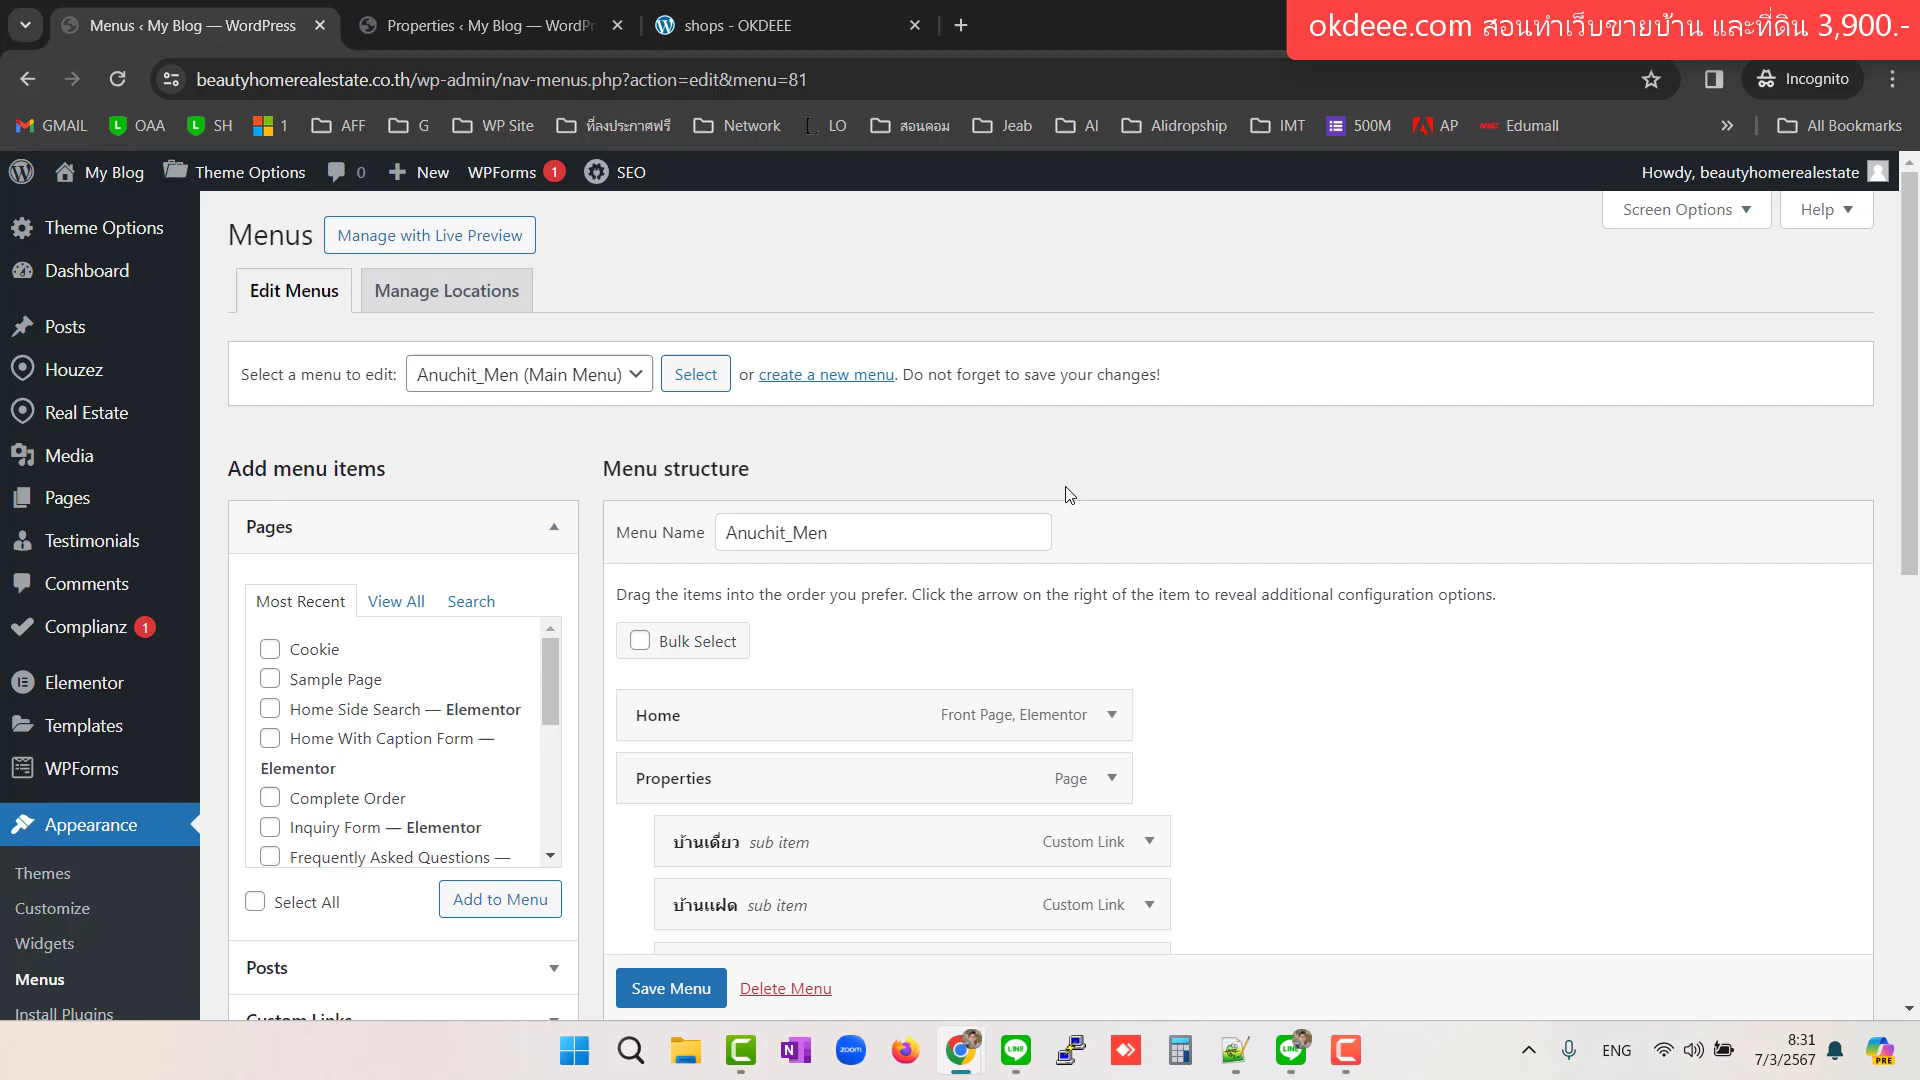 Menus ‹ My Blog — WordPress
Properties ‹ My Blog — WordPr
shops - OKDEEE
okdeee.com สอนทำเว็บขายบ้าน และที่ดิน 3,900.-
beautyhomerealestate.co.th/wp-admin/nav-menus.php?action=edit&menu=81
Incognito
GMAIL
OAA
SH
1
AFF
G
WP Site
ที่ลงประกาศฟรี
Network
LO
สอนคอม
Jeab
AI
Alidropship
IMT
500M
AP
Edumall
All Bookmarks
My Blog
Theme Options
0
New
WPForms 1
SEO
Howdy, beautyhomerealestate
Theme Options
Dashboard
Posts
Houzez
Real Estate
Media
Pages
Testimonials
Comments
Complianz 1
Elementor
Templates
WPForms
Appearance
Themes
Customize
Widgets
Menus
Install Plugins
Screen Options
Help
Menus
Manage with Live Preview
Edit Menus
Manage Locations
Select a menu to edit: Anuchit_Men (Main Menu) Select or create a new menu. Do not forget to save your changes!
Add menu items
Pages
Most Recent
View All
Search
Cookie
Sample Page
Home Side Search — Elementor
Home With Caption Form —
Elementor
Complete Order
Inquiry Form — Elementor
Frequently Asked Questions —
Select All
Add to Menu
Posts
Custom Links
Menu structure
Menu Name Anuchit_Men
Drag the items into the order you prefer. Click the arrow on the right of the item to reveal additional configuration options.
Bulk Select
Home Front Page, Elementor
Properties Page
บ้านเดี่ยว sub item Custom Link
บ้านแฝด sub item Custom Link
Save Menu
Delete Menu
zoom
LINE
ENG
8:31
7/3/2567
PRE